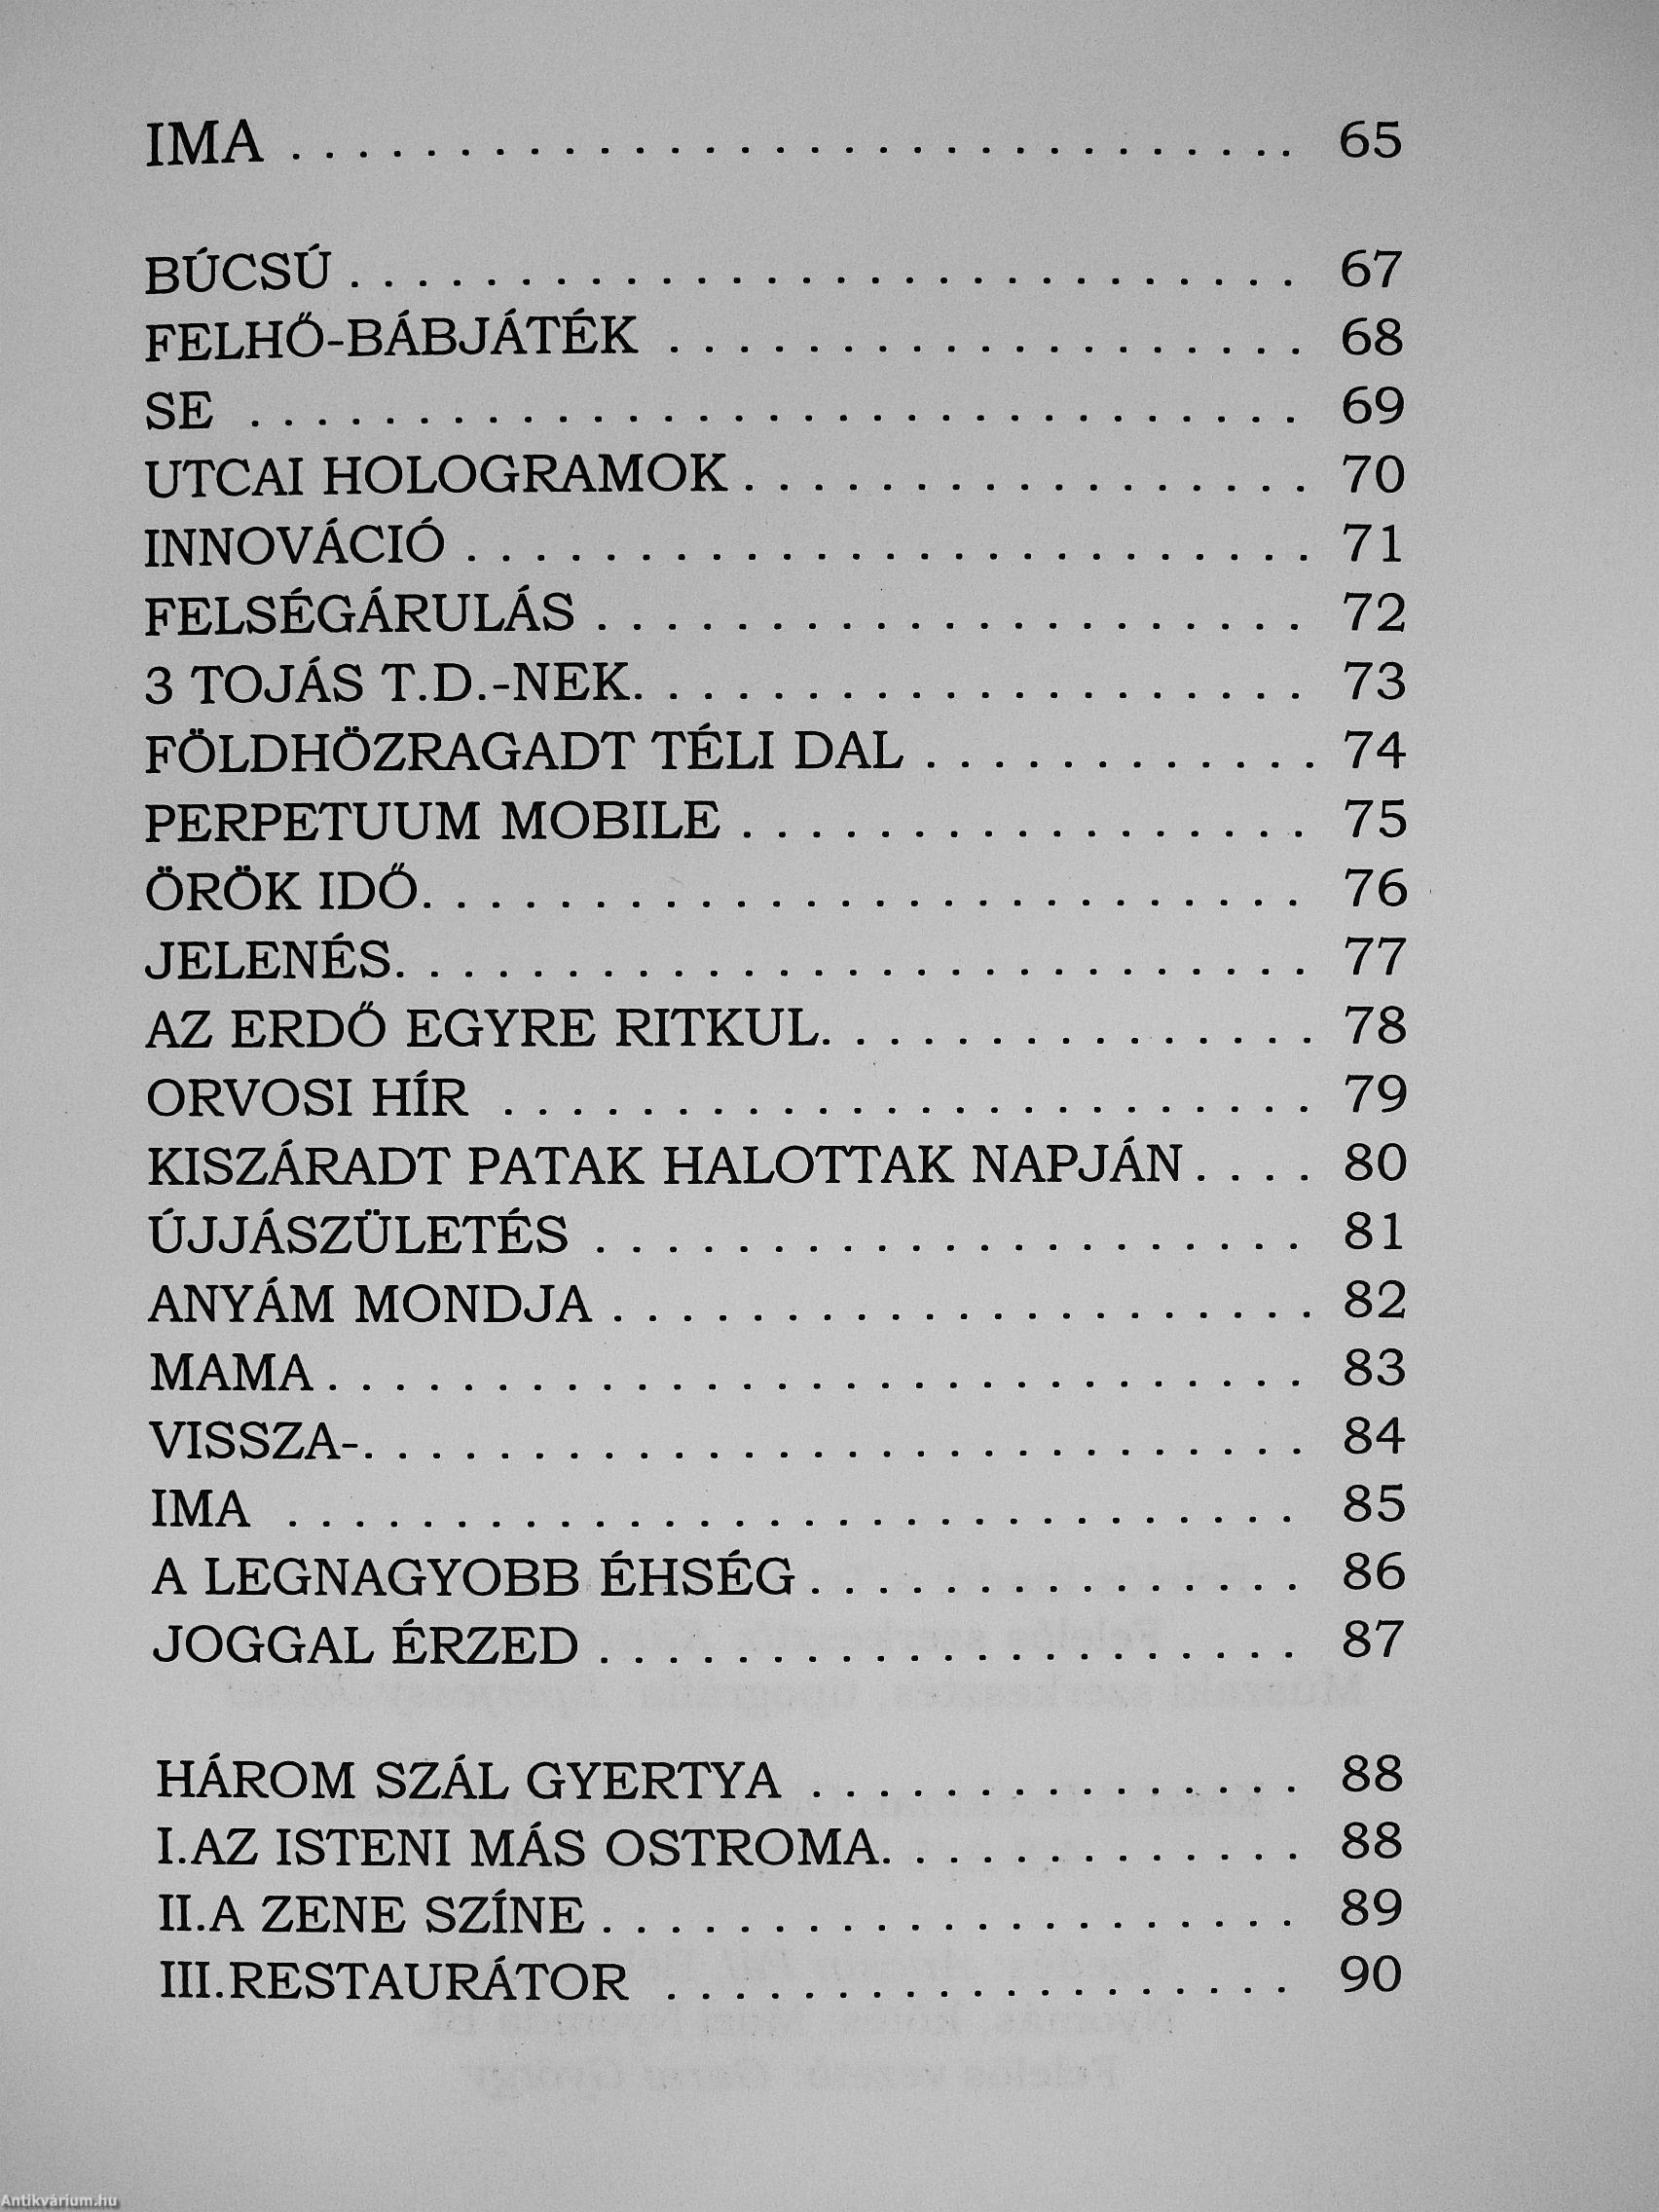 IMA . . . . . . . . . . . . . . . . . . . . . . . . . . . . . . 65
BÚCSÚ . . . . . . . . . . . . . . . . . . . . . . . . . . . . 67
FELHŐ-BÁBJÁTÉK . . . . . . . . . . . . . . . . . . . 68
SE . . . . . . . . . . . . . . . . . . . . . . . . . . . . . . . 69
UTCAI HOLOGRAMOK . . . . . . . . . . . . . . . . . 70
INNOVÁCIÓ . . . . . . . . . . . . . . . . . . . . . . . . . 71
FELSÉGÁRULÁS . . . . . . . . . . . . . . . . . . . . . 72
3 TOJÁS T.D.-NEK. . . . . . . . . . . . . . . . . . . . 73
FÖLDHÖZRAGADT TÉLI DAL . . . . . . . . . . . . 74
PERPETUUM MOBILE . . . . . . . . . . . . . . . . . 75
ÖRÖK IDŐ. . . . . . . . . . . . . . . . . . . . . . . . . . 76
JELENÉS. . . . . . . . . . . . . . . . . . . . . . . . . . . 77
AZ ERDŐ EGYRE RITKUL. . . . . . . . . . . . . . . 78
ORVOSI HÍR . . . . . . . . . . . . . . . . . . . . . . . . 79
KISZÁRADT PATAK HALOTTAK NAPJÁN . . . . 80
ÚJJÁSZÜLETÉS . . . . . . . . . . . . . . . . . . . . . 81
ANYÁM MONDJA . . . . . . . . . . . . . . . . . . . . . 82
MAMA . . . . . . . . . . . . . . . . . . . . . . . . . . . . . 83
VISSZA-. . . . . . . . . . . . . . . . . . . . . . . . . . . . 84
IMA . . . . . . . . . . . . . . . . . . . . . . . . . . . . . . 85
A LEGNAGYOBB ÉHSÉG . . . . . . . . . . . . . . . 86
JOGGAL ÉRZED . . . . . . . . . . . . . . . . . . . . . 87
HÁROM SZÁL GYERTYA . . . . . . . . . . . . . . . 88
I.AZ ISTENI MÁS OSTROMA. . . . . . . . . . . . . 88
II.A ZENE SZÍNE . . . . . . . . . . . . . . . . . . . . . 89
III.RESTAURÁTOR . . . . . . . . . . . . . . . . . . . 90
Antikvárium.hu